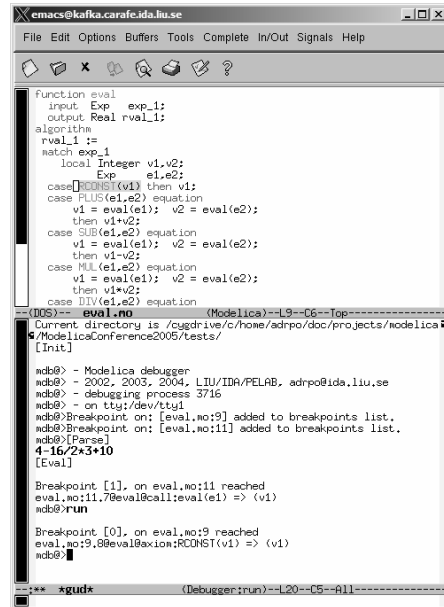 emacs@kafka.carafe.ida.liu.se
File Edit Options Buffers Tools Complete In/Out Signals Help
function eval
input Exp exp_1;
output Real rval_1;
algorithm
rval_1 :=
match exp_1
local Integer v1,v2;
Exp e1,e2;
case RCONST(v1) then v1;
case PLUS(e1,e2) equation
v1 = eval(e1); v2 = eval(e2);
then v1+v2;
case SUB(e1,e2) equation
v1 = eval(e1); v2 = eval(e2);
then v1-v2;
case MUL(e1,e2) equation
v1 = eval(e1); v2 = eval(e2);
then v1*v2;
case DIV(e1,e2) equation
--(DOS)-- eval.mo (Modelica)--L9--C6--Top----------------
Current directory is /cygdrive/c/home/adrpo/doc/projects/modelica
/ModelicaConference2005/tests/
[Init]
mdb@> - Modelica debugger
mdb@> - 2002, 2003, 2004, LIU/IDA/PELAB, adrpo@ida.liu.se
mdb@> - debugging process 3716
mdb@> - on tty:/dev/tty1
mdb@>Breakpoint on: [eval.mo:9] added to breakpoints list.
mdb@>Breakpoint on: [eval.mo:11] added to breakpoints list.
mdb@>[Parse]
4-16/2*3+10
[Eval]
Breakpoint [1], on eval.mo:11 reached
eval.mo:11.7@eval@call:eval(e1) => (v1)
mdb@>run
Breakpoint [0], on eval.mo:9 reached
eval.mo:9.8@eval@axiom:RCONST(v1) => (v1)
mdb@>
--:** *gud* (Debugger:run)--L20--C5--All----------------